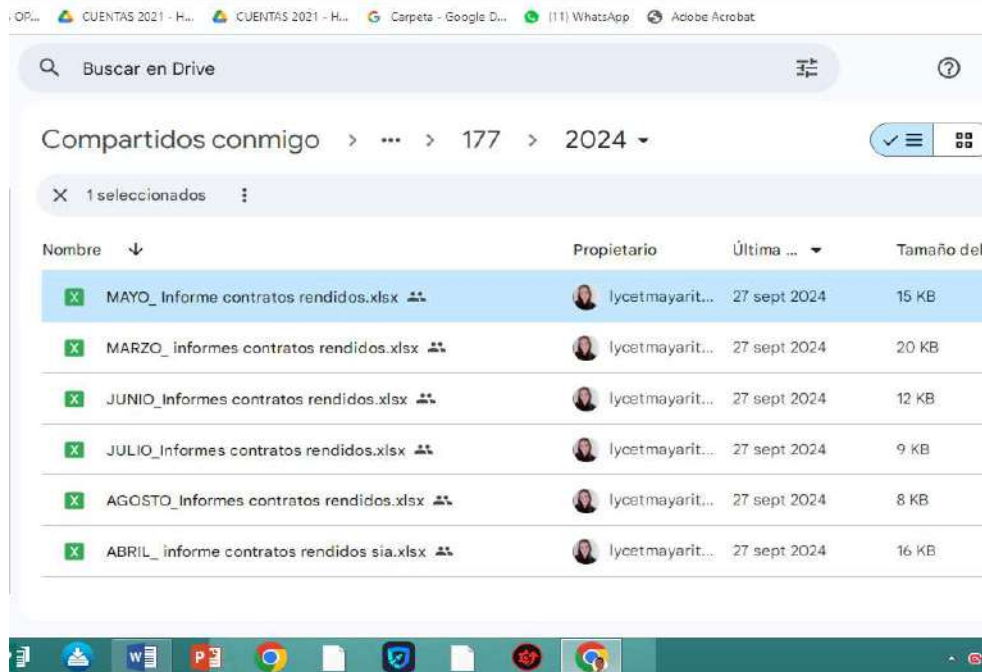 OP... CUENTAS 2021 - H... CUENTAS 2021 - H... Carpeta - Google D... (11) WhatsApp Adobe Acrobat
Buscar en Drive
Compartidos conmigo > ... > 177 > 2024
1 seleccionados
Nombre Propietario Última ... Tamaño del
MAYO_ Informe contratos rendidos.xlsx lycetmayarit... 27 sept 2024 15 KB
MARZO_ informes contratos rendidos.xlsx lycetmayarit... 27 sept 2024 20 KB
JUNIO_Informes contratos rendidos.xlsx lycetmayarit... 27 sept 2024 12 KB
JULIO_Informes contratos rendidos.xlsx lycetmayarit... 27 sept 2024 9 KB
AGOSTO_Informes contratos rendidos.xlsx lycetmayarit... 27 sept 2024 8 KB
ABRIL_ informe contratos rendidos sia.xlsx lycetmayarit... 27 sept 2024 16 KB